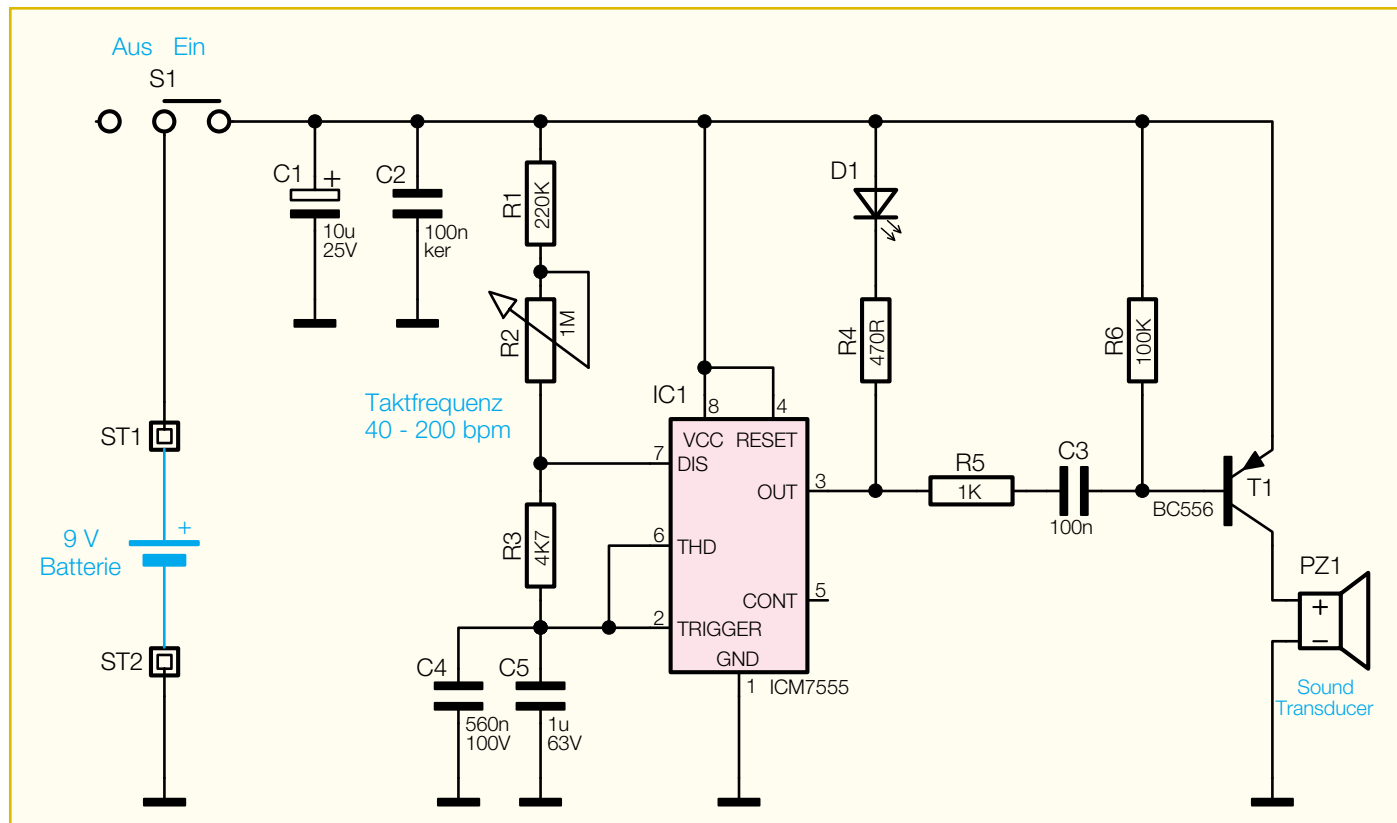 Aus Ein
S1
C1
+
10u
25V
C2
100n
ker
R1
220K
R2
1M
Taktfrequenz
40 - 200 bpm
R3
4K7
C4
560n
100V
C5
1u
63V
ST1
+
9 V
Batterie
ST2
IC1
8
4
VCC
RESET
7
DIS
OUT
3
6
THD
CONT
5
2
TRIGGER
GND
1
ICM7555
D1
R4
470R
R5
1K
C3
100n
R6
100K
BC556
T1
PZ1
+
–
Sound
Transducer